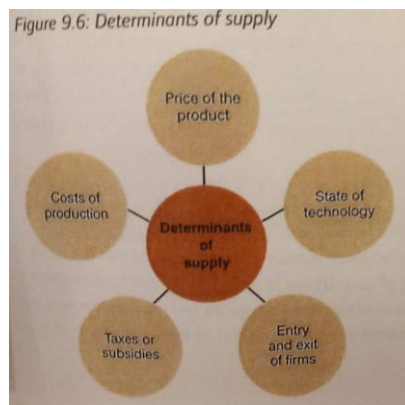 Figure 9.6: Determinants of supply
Price of the
product
Costs of
production
State of
technology
Determinants
of
supply
Taxes or
subsidies
Entry
and exit
of firms